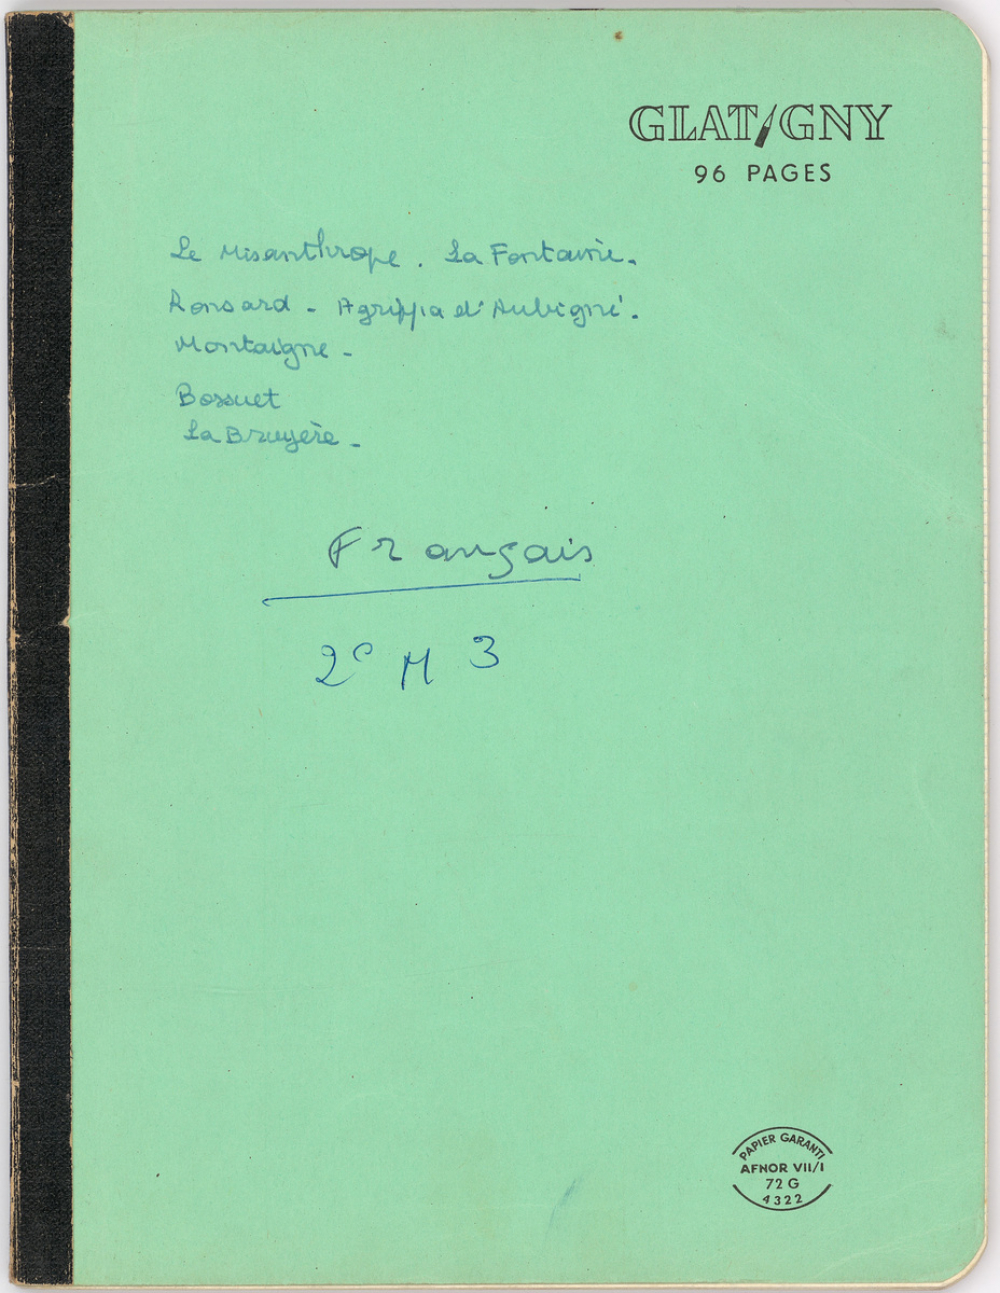 GLATIGNY
96 PAGES
Le Misanthrope. La Fontaine.
Ronsard - Agrippa d'Aubigné.
Montaigne -
Bossuet
La Bruyère -
Français
2e M 3
PAPIER GARANTI
AFNOR VII/I
72 G
4322